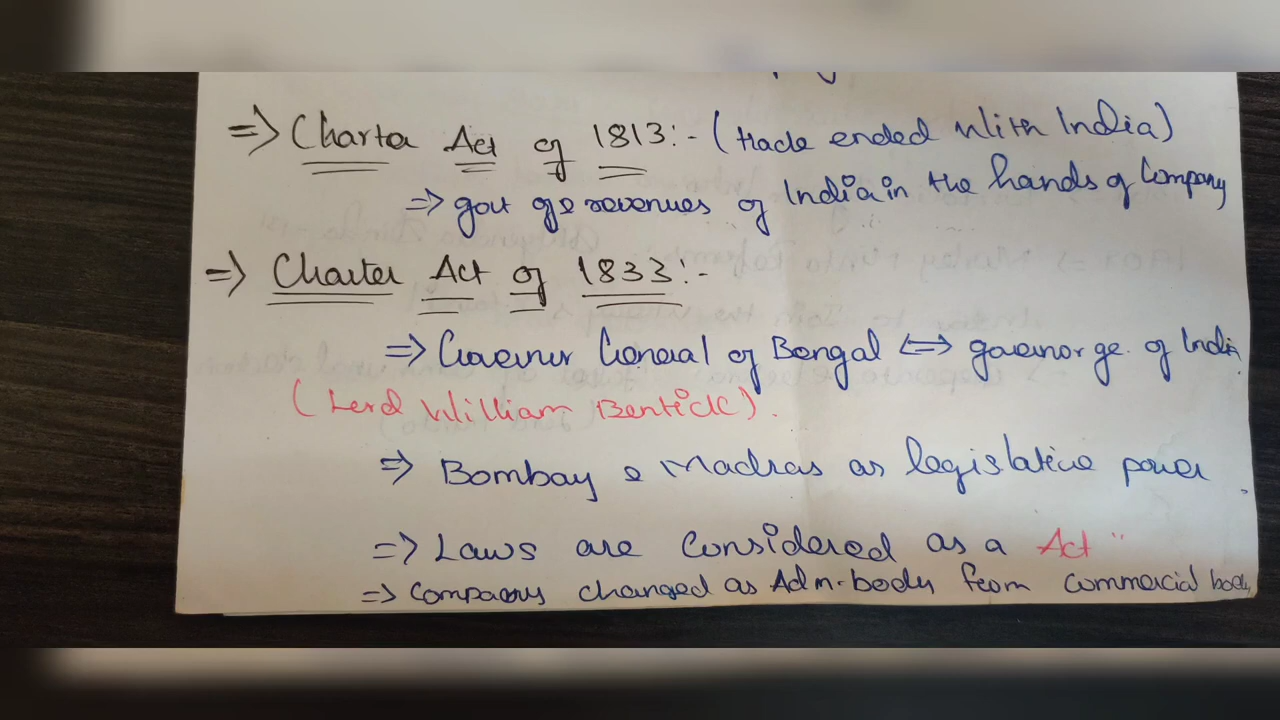 => Charter Act of 1813:- (trade ended with India)
=> govt of & revenues of India in the hands of Company
=> Charter Act of 1833:-
=> Governer General of Bengal <=> governor ge. of India
(Lerd William Bentick).
=> Bombay & Madras as legislative power.
=> Laws are considered as a Act"
=> Company changed as Adm. body from commercial body